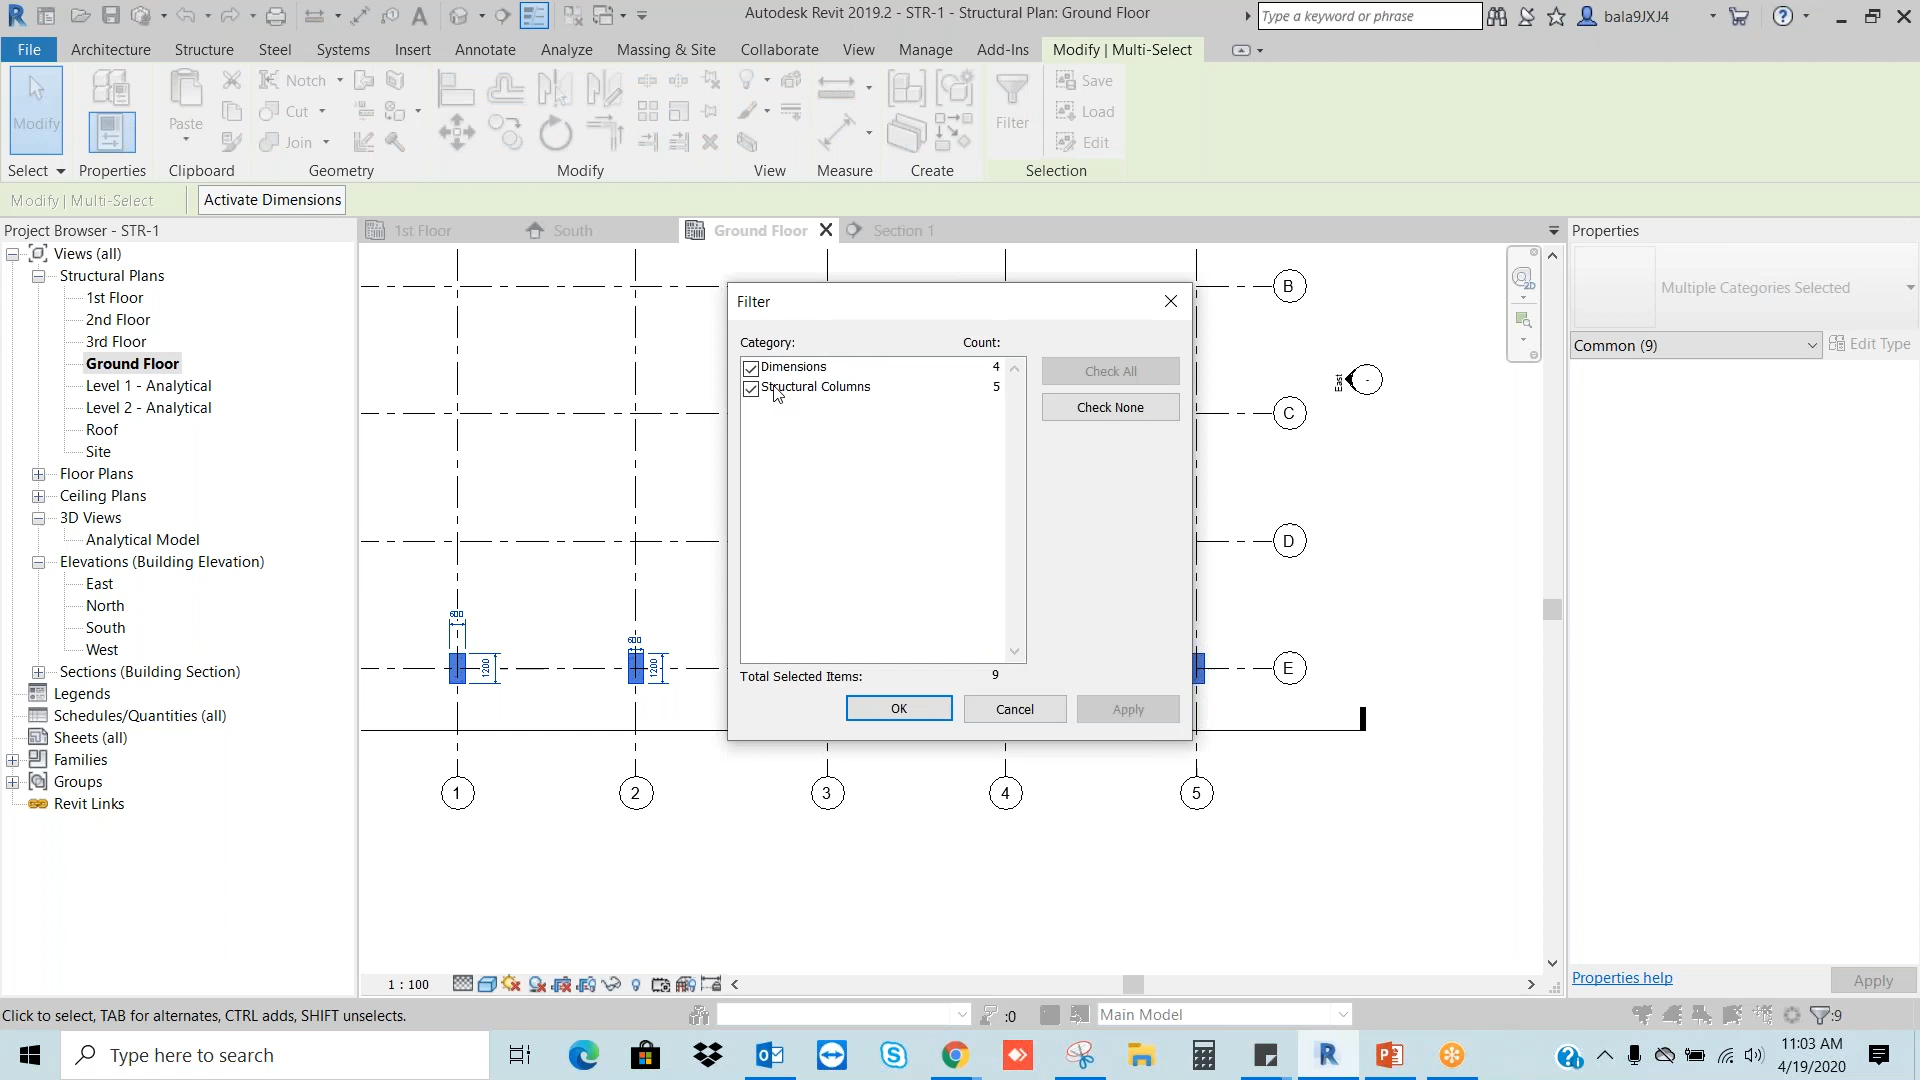 Autodesk Revit 2019.2 - STR-1 - Structural Plan: Ground Floor
Type a keyword or phrase
bala9JXJ4
File Architecture Structure Steel Systems Insert Annotate Analyze Massing & Site Collaborate View Manage Add-Ins Modify | Multi-Select
Modify
Paste
Notch
Cut
Join
Filter
Save
Load
Edit
Select Properties Clipboard Geometry Modify View Measure Create Selection
Modify | Multi-Select
Activate Dimensions
Project Browser - STR-1
1st Floor
South
Ground Floor
Section 1
Properties
Views (all)
Structural Plans
1st Floor
2nd Floor
3rd Floor
Ground Floor
Level 1 - Analytical
Level 2 - Analytical
Roof
Site
Floor Plans
Ceiling Plans
3D Views
Analytical Model
Elevations (Building Elevation)
East
North
South
West
Sections (Building Section)
Legends
Schedules/Quantities (all)
Sheets (all)
Families
Groups
Revit Links
Filter
Category: Count:
Dimensions 4
Structural Columns 5
Check All
Check None
Total Selected Items: 9
OK
Cancel
Apply
B
C
D
E
East
2D
600
1200
600
1200
1
2
3
4
5
Multiple Categories Selected
Common (9)
Edit Type
Properties help
Apply
1 : 100
Click to select, TAB for alternates, CTRL adds, SHIFT unselects.
:0
Main Model
:9
Type here to search
11:03 AM
4/19/2020